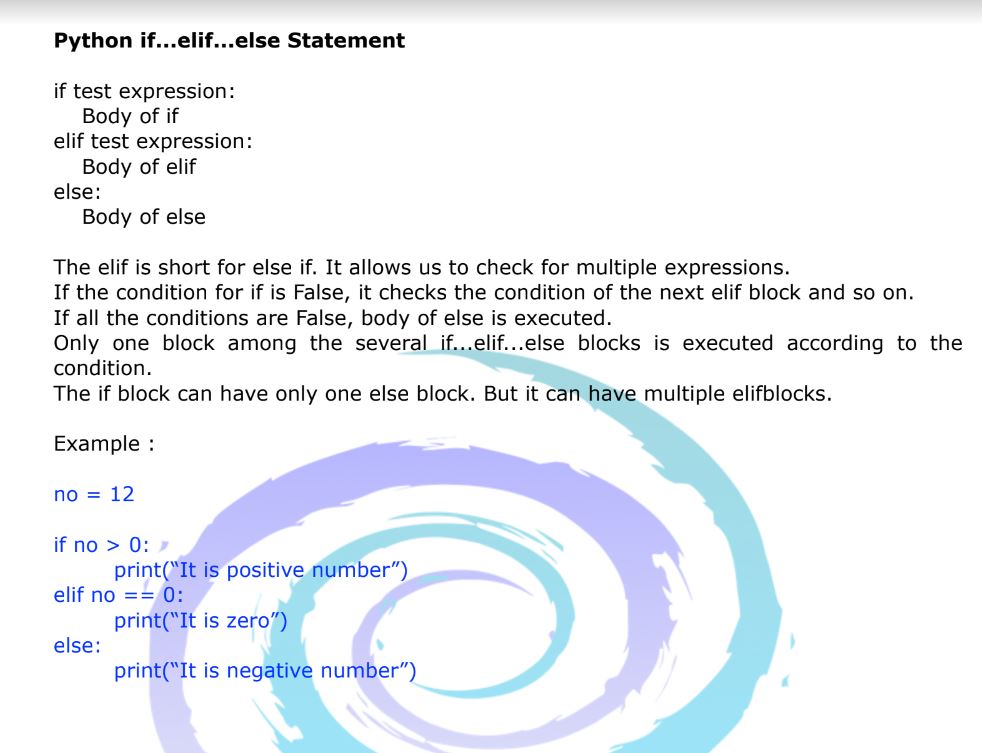 Python if...elif...else Statement
if test expression:
Body of if
elif test expression:
Body of elif
else:
Body of else
The elif is short for else if. It allows us to check for multiple expressions.
If the condition for if is False, it checks the condition of the next elif block and so on.
If all the conditions are False, body of else is executed.
Only one block among the several if...elif...else blocks is executed according to the
condition.
The if block can have only one else block. But it can have multiple elifblocks.
Example :
no = 12
if no > 0:
print(“It is positive number”)
elif no == 0:
print(“It is zero”)
else:
print(“It is negative number”)